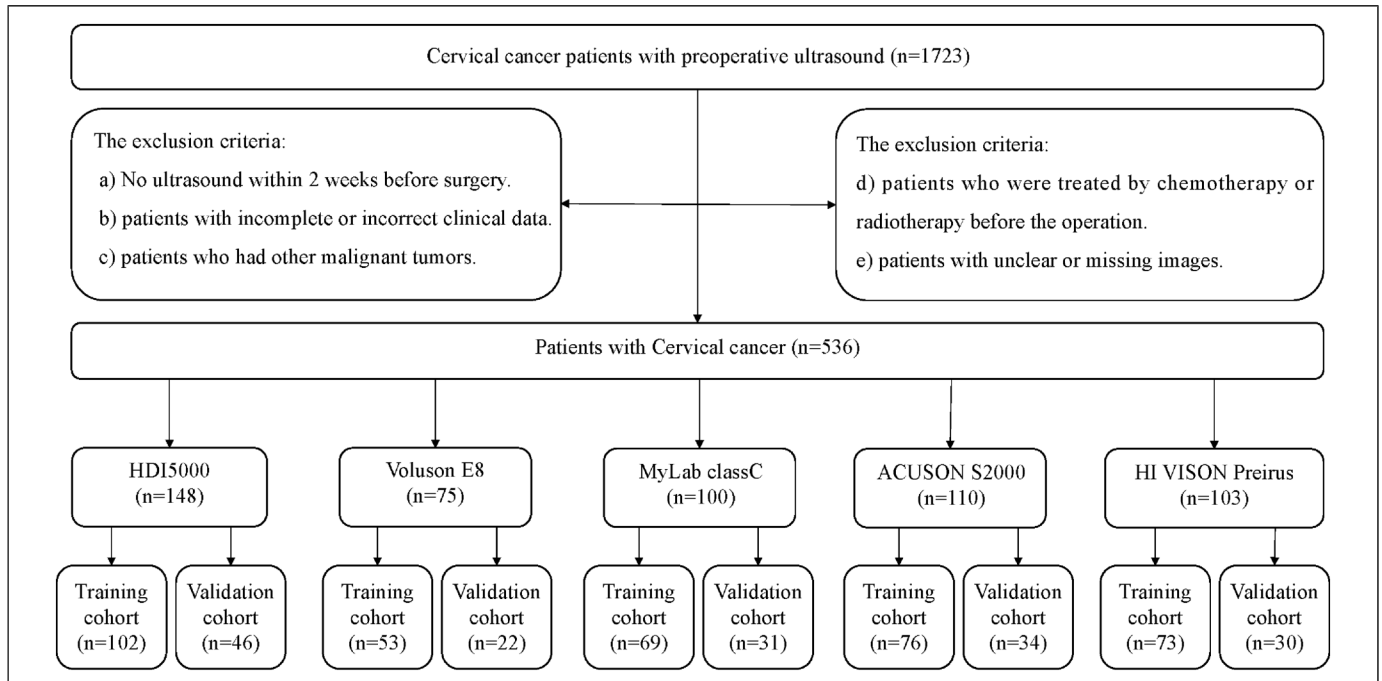 Cervical cancer patients with preoperative ultrasound (n=1723)
The exclusion criteria:
a) No ultrasound within 2 weeks before surgery.
b) patients with incomplete or incorrect clinical data.
c) patients who had other malignant tumors.
The exclusion criteria:
d) patients who were treated by chemotherapy or
radiotherapy before the operation.
e) patients with unclear or missing images.
Patients with Cervical cancer (n=536)
HDI5000
(n=148)
Voluson E8
(n=75)
MyLab classC
(n=100)
ACUSON S2000
(n=110)
HI VISON Preirus
(n=103)
Training
cohort
(n=102)
Validation
cohort
(n=46)
Training
cohort
(n=53)
Validation
cohort
(n=22)
Training
cohort
(n=69)
Validation
cohort
(n=31)
Training
cohort
(n=76)
Validation
cohort
(n=34)
Training
cohort
(n=73)
Validation
cohort
(n=30)